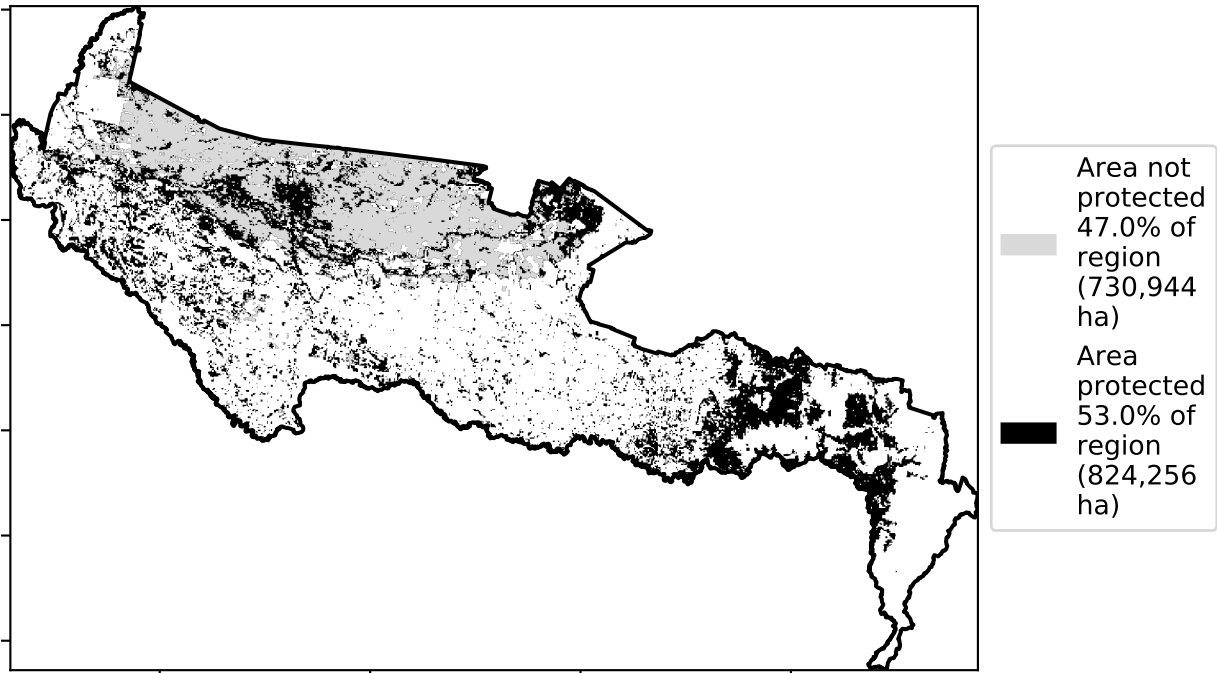 Area not
protected
47.0% of
region
(730,944
ha)
Area
protected
53.0% of
region
(824,256
ha)